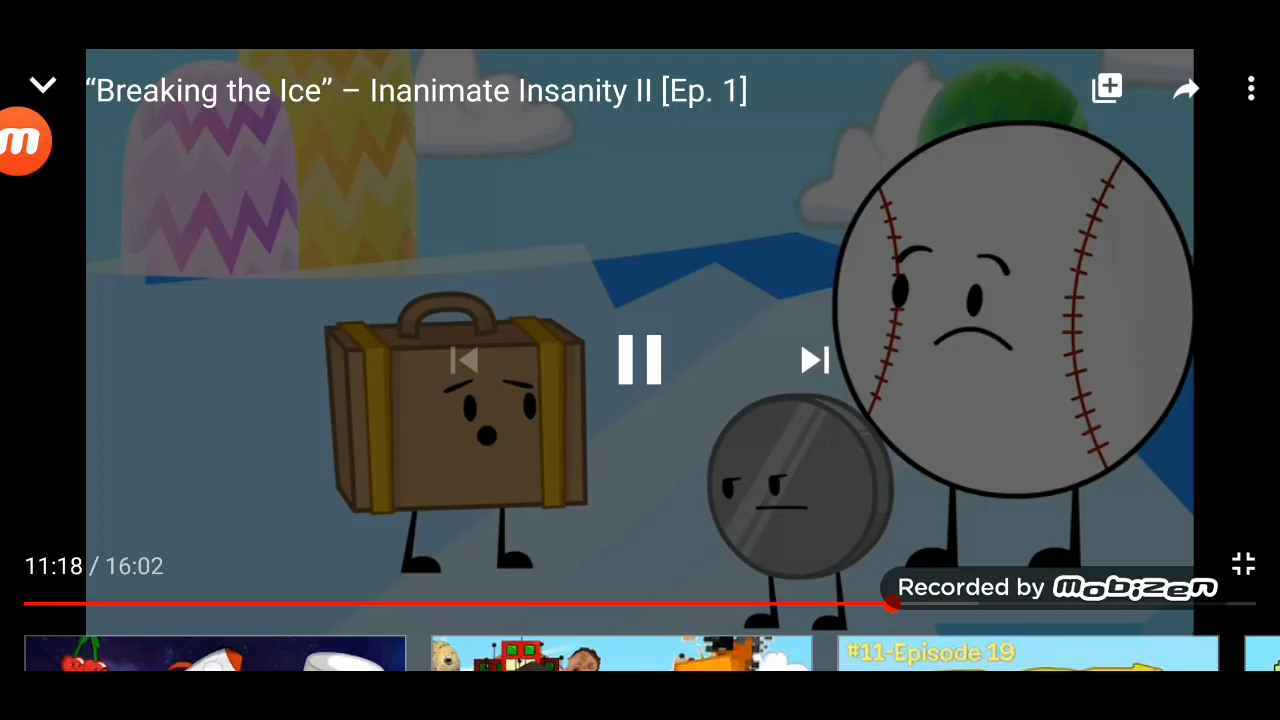 “Breaking the Ice” – Inanimate Insanity II [Ep. 1]
11:18 / 16:02
Recorded by Mobizen
#11-Episode 19